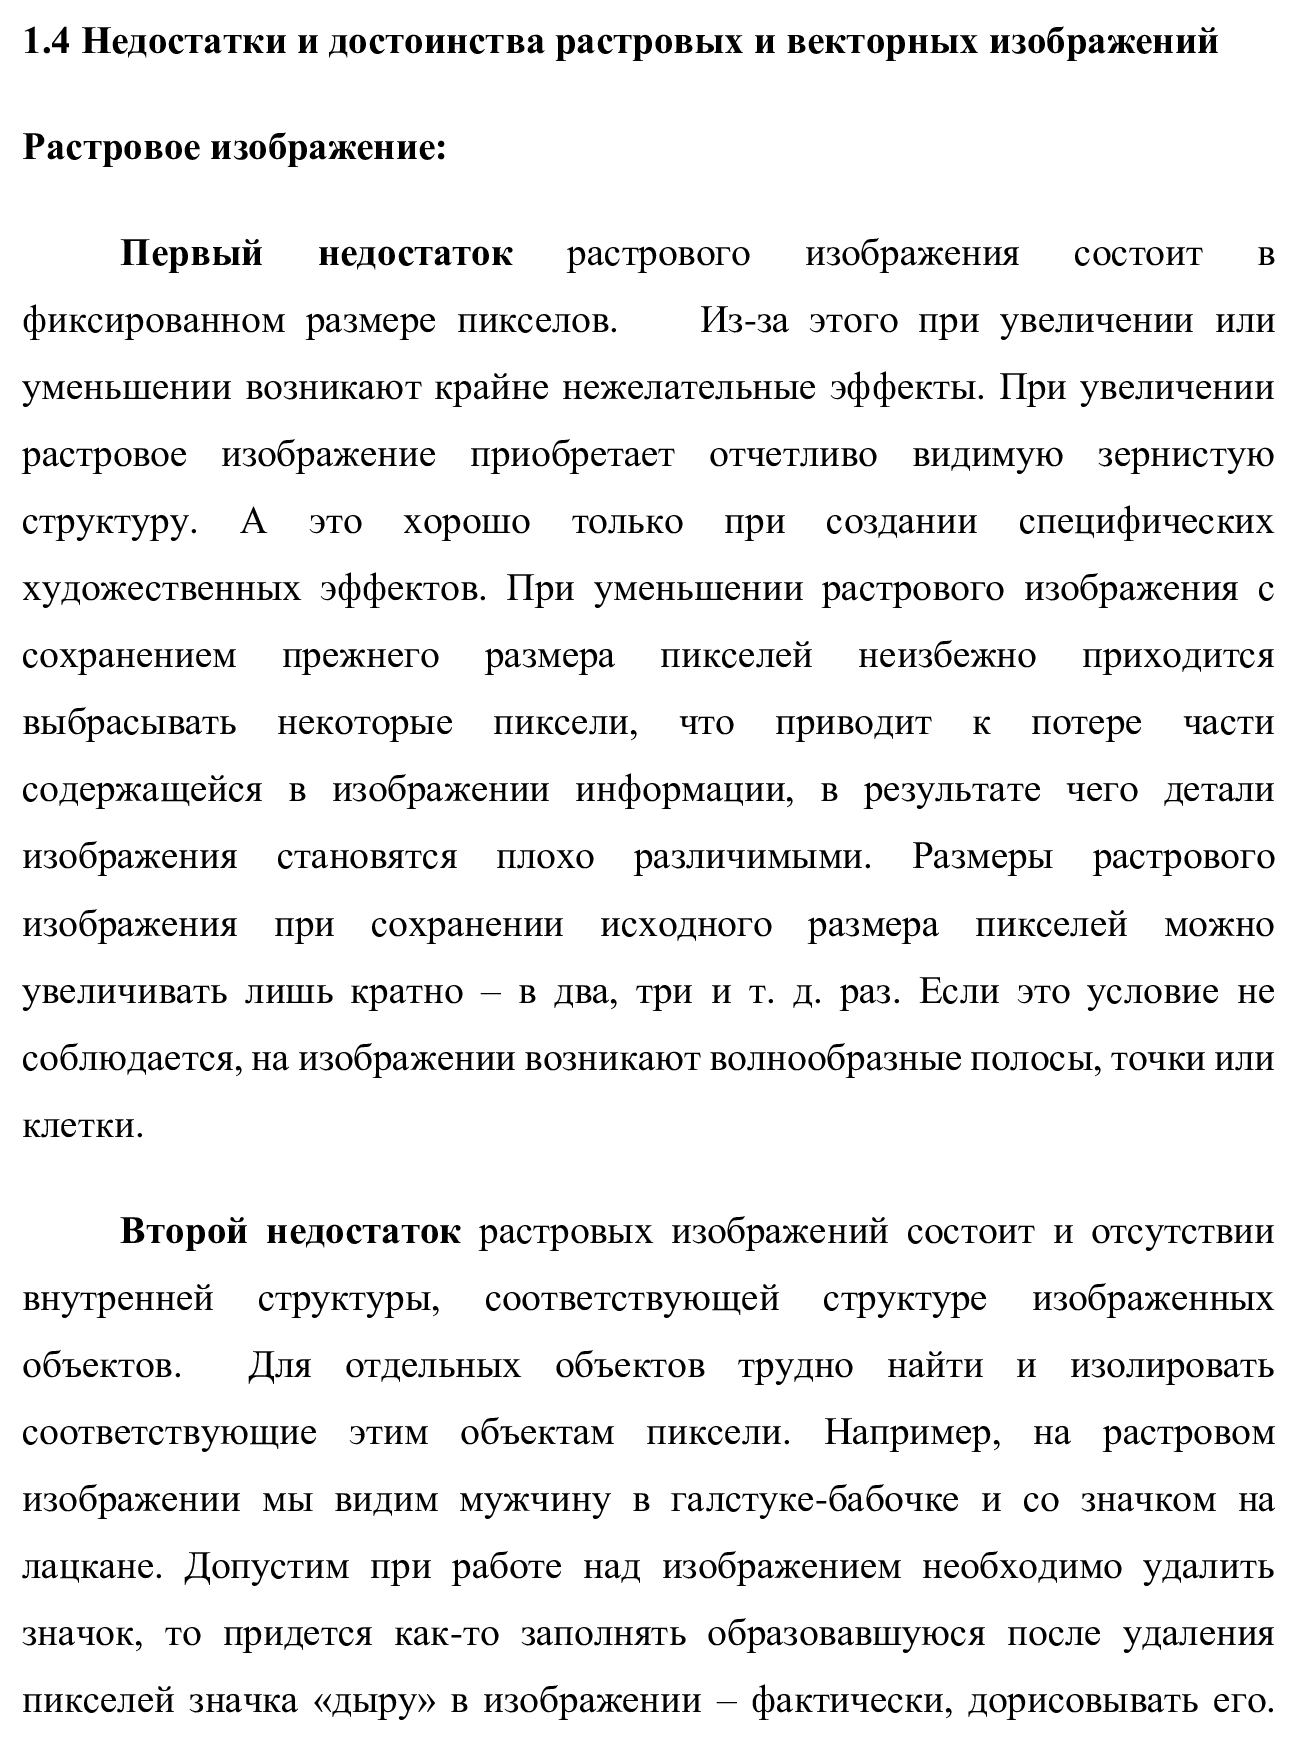 1.4 Недостатки и достоинства растровых и векторных изображений
Растровое изображение:
Первый недостаток растрового изображения состоит в
фиксированном размере пикселов. Из-за этого при увеличении или
уменьшении возникают крайне нежелательные эффекты. При увеличении
растровое изображение приобретает отчетливо видимую зернистую
структуру. А это хорошо только при создании специфических
художественных эффектов. При уменьшении растрового изображения с
сохранением прежнего размера пикселей неизбежно приходится
выбрасывать некоторые пиксели, что приводит к потере части
содержащейся в изображении информации, в результате чего детали
изображения становятся плохо различимыми. Размеры растрового
изображения при сохранении исходного размера пикселей можно
увеличивать лишь кратно – в два, три и т. д. раз. Если это условие не
соблюдается, на изображении возникают волнообразные полосы, точки или
клетки.
Второй недостаток растровых изображений состоит и отсутствии
внутренней структуры, соответствующей структуре изображенных
объектов. Для отдельных объектов трудно найти и изолировать
соответствующие этим объектам пиксели. Например, на растровом
изображении мы видим мужчину в галстуке-бабочке и со значком на
лацкане. Допустим при работе над изображением необходимо удалить
значок, то придется как-то заполнять образовавшуюся после удаления
пикселей значка «дыру» в изображении – фактически, дорисовывать его.